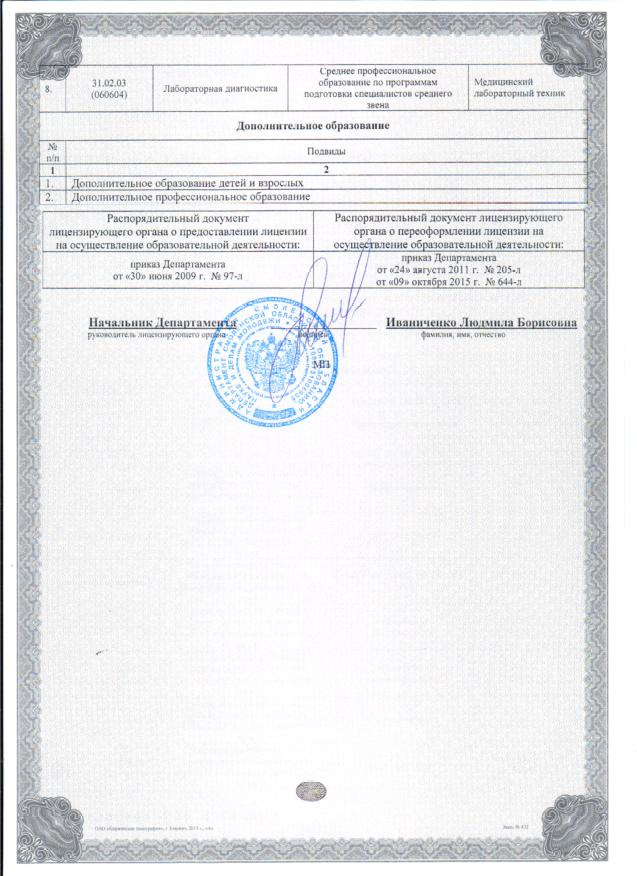 8.
31.02.03
(060604)
Лабораторная диагностика
Среднее профессиональное
образование по программам
подготовки специалистов среднего
звена
Медицинский
лабораторный техник
Дополнительное образование
№
п/п
Подвиды
1
2
1. Дополнительное образование детей и взрослых
2. Дополнительное профессиональное образование
Распорядительный документ
лицензирующего органа о предоставлении лицензии
на осуществление образовательной деятельности:
Распорядительный документ лицензирующего
органа о переоформлении лицензии на
осуществление образовательной деятельности:
приказ Департамента
от «30» июня 2009 г. № 97-л
приказ Департамента
от «24» августа 2011 г. № 205-л
от «09» октября 2015 г. № 644-л
Начальник Департамента
руководитель лицензирующего органа
подпись
Иваниченко Людмила Борисовна
фамилия, имя, отчество
МП